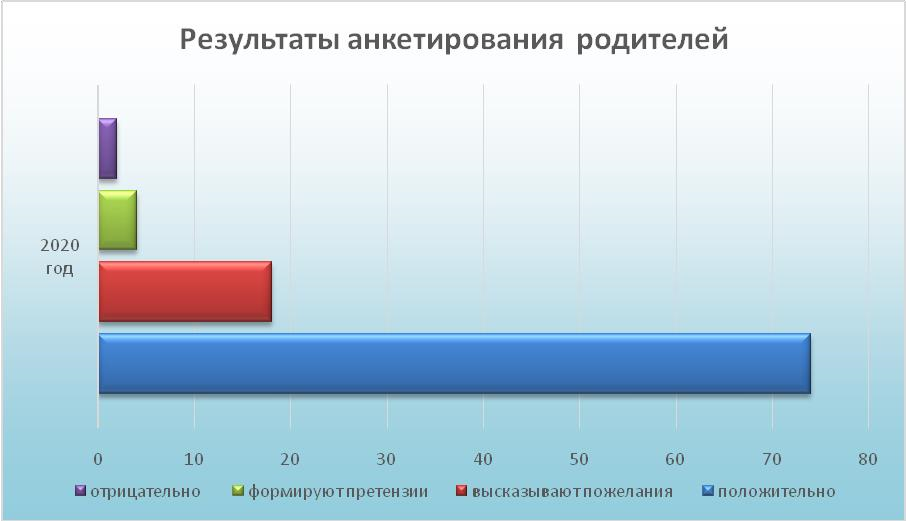 Результаты анкетирования родителей
2020
год
0 10 20 30 40 50 60 70 80
отрицательно формируют претензии высказывают пожелания положительно